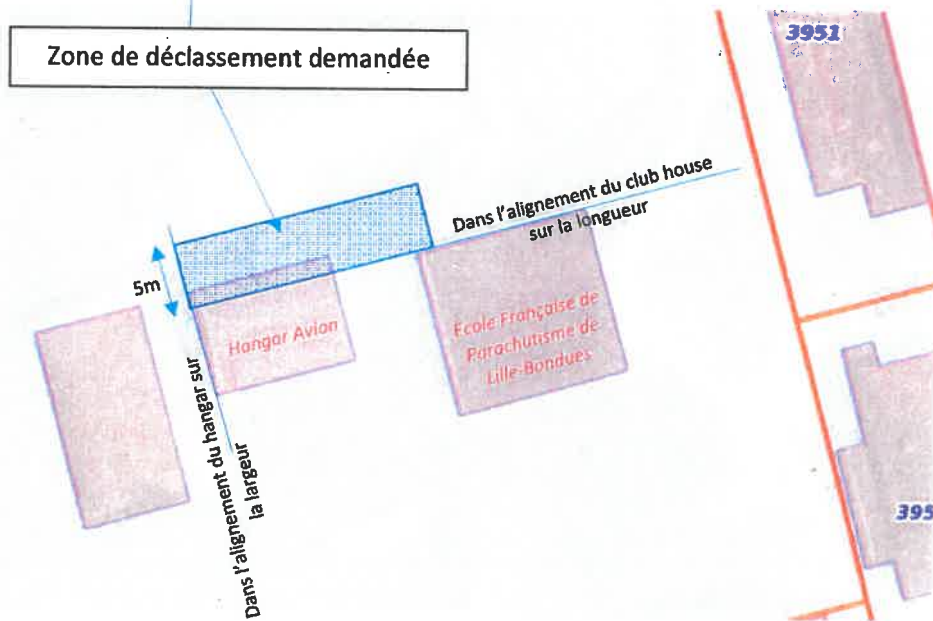 3951
Zone de déclassement demandée
Dans l'alignement du club house
sur la longueur
5m
Hangar Avion
Ecole Française de
Parachutisme de
Lille-Bondues
Dans l'alignement du hangar sur
la largeur
395